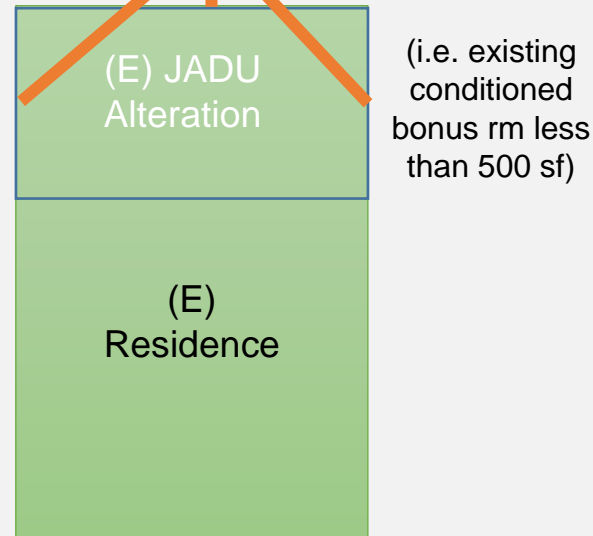 (E) JADU
Alteration
(i.e. existing
conditioned
bonus rm less
than 500 sf)
(E)
Residence